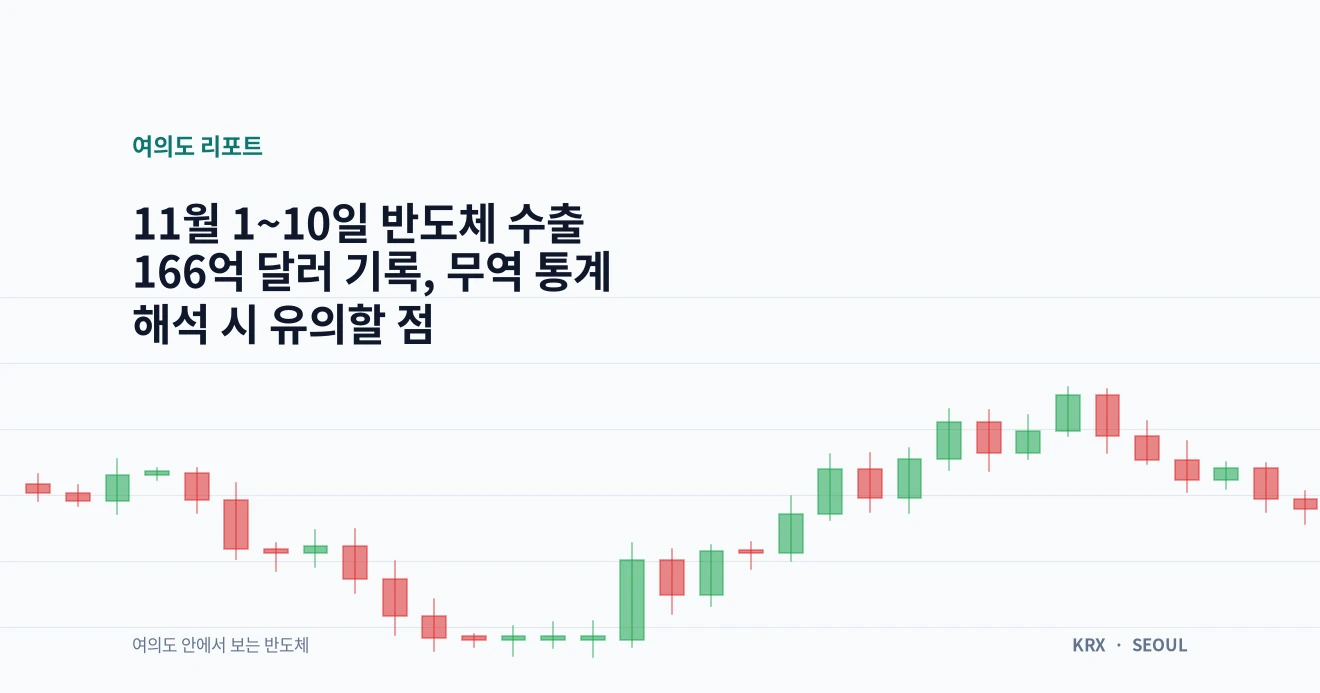 여의도 리포트
11월 1~10일 반도체 수출
166억 달러 기록, 무역 통계
해석 시 유의할 점
여의도 안에서 보는 반도체
KRX · SEOUL